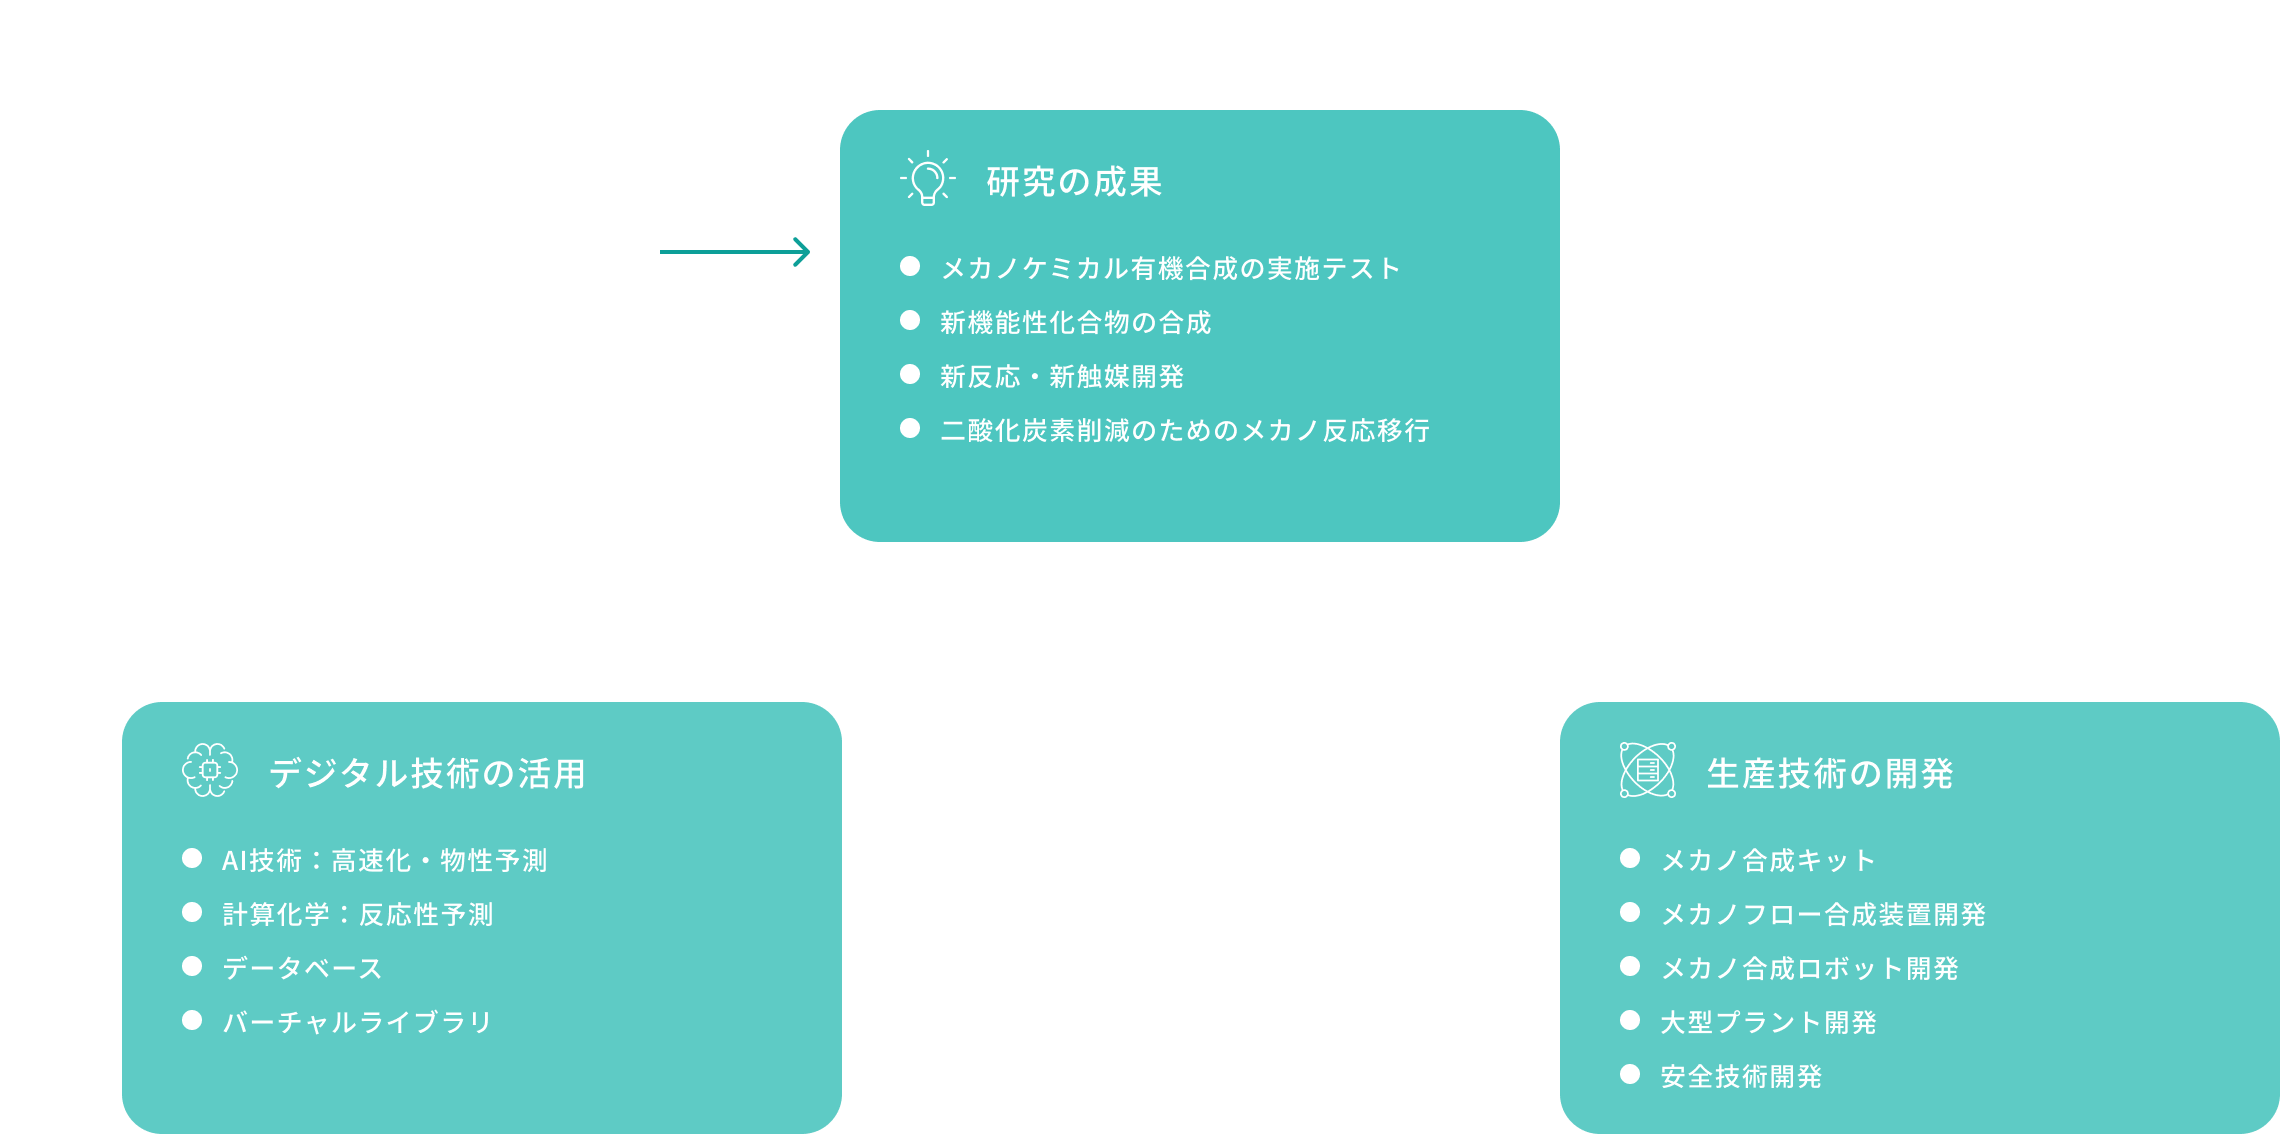 研究の成果
メカノケミカル有機合成の実施テスト
新機能性化合物の合成
新反応・新触媒開発
二酸化炭素削減のためのメカノ反応移行
デジタル技術の活用
AI技術：高速化・物性予測
計算化学：反応性予測
データベース
バーチャルライブラリ
生産技術の開発
メカノ合成キット
メカノフロー合成装置開発
メカノ合成ロボット開発
大型プラント開発
安全技術開発